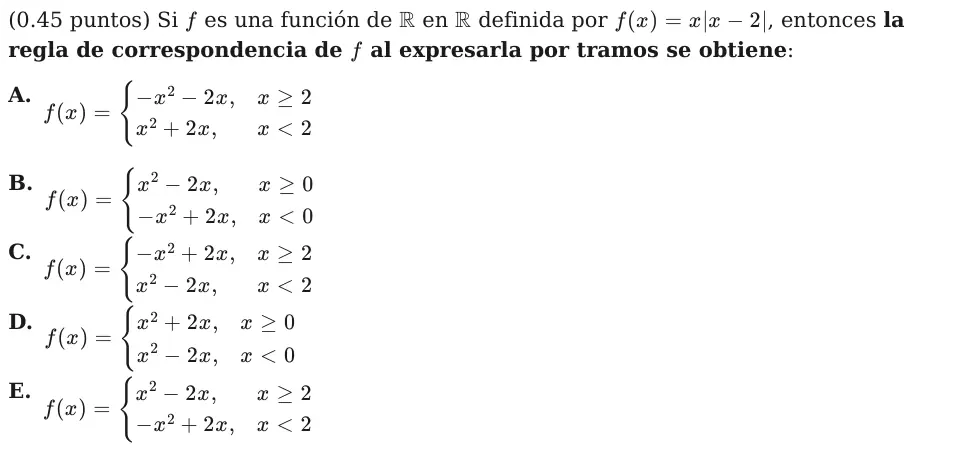 (0.45 puntos) Si f es una función de ℝ en ℝ definida por f(x) = x|x − 2|, entonces la
regla de correspondencia de f al expresarla por tramos se obtiene:
A. f(x) = { −x² − 2x, x ≥ 2
x² + 2x, x < 2
B. f(x) = { x² − 2x, x ≥ 0
−x² + 2x, x < 0
C. f(x) = { −x² + 2x, x ≥ 2
x² − 2x, x < 2
D. f(x) = { x² + 2x, x ≥ 0
x² − 2x, x < 0
E. f(x) = { x² − 2x, x ≥ 2
−x² + 2x, x < 2